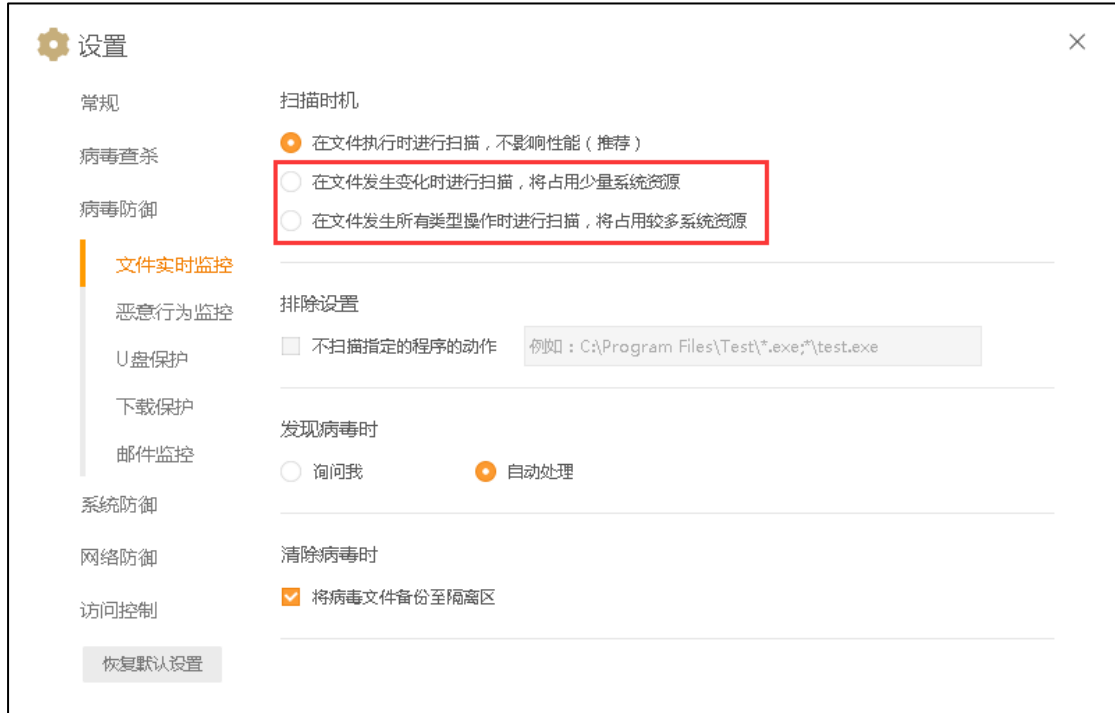 设置
常规
病毒查杀
病毒防御
文件实时监控
恶意行为监控
U盘保护
下载保护
邮件监控
系统防御
网络防御
访问控制
恢复默认设置
扫描时机
在文件执行时进行扫描，不影响性能（推荐）
在文件发生变化时进行扫描，将占用少量系统资源
在文件发生所有类型操作时进行扫描，将占用较多系统资源
排除设置
不扫描指定的程序的动作 例如：C:\Program Files\Test\*.exe;*\test.exe
发现病毒时
询问我 自动处理
清除病毒时
将病毒文件备份至隔离区